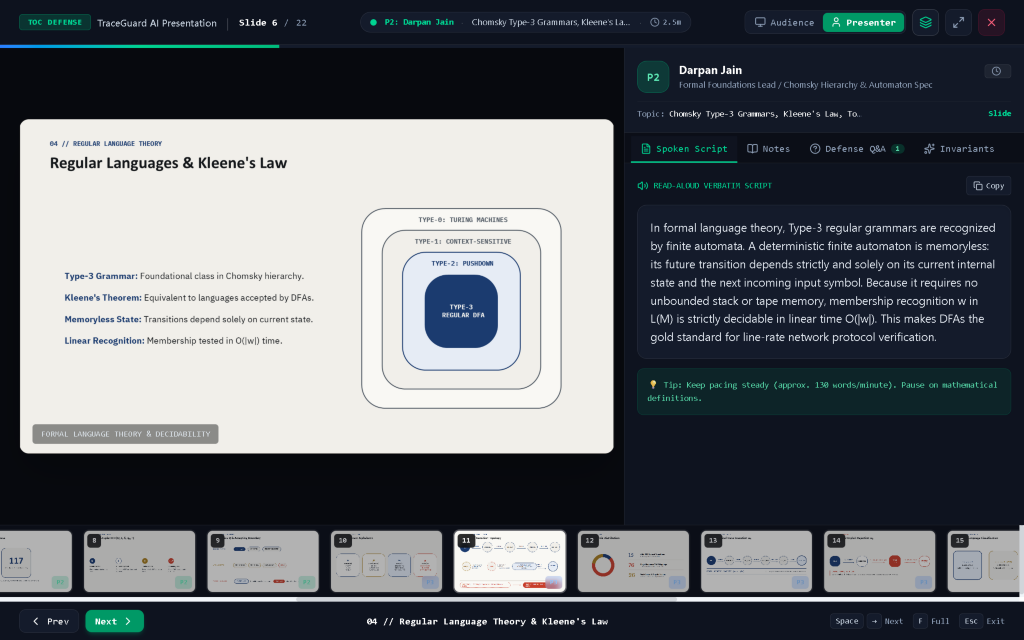 TOC DEFENSE
TraceGuard AI Presentation
Slide 6 / 22
P2: Darpan Jain
Chomsky Type-3 Grammars, Kleene's La...
2.5m
Audience
Presenter
04 // REGULAR LANGUAGE THEORY
Regular Languages & Kleene's Law
Type-3 Grammar: Foundational class in Chomsky hierarchy.
Kleene's Theorem: Equivalent to languages accepted by DFAs.
Memoryless State: Transitions depend solely on current state.
Linear Recognition: Membership tested in O(|w|) time.
TYPE-0: TURING MACHINES
TYPE-1: CONTEXT-SENSITIVE
TYPE-2: PUSHDOWN
TYPE-3
REGULAR DFA
FORMAL LANGUAGE THEORY & DECIDABILITY
P2
Darpan Jain
Formal Foundations Lead / Chomsky Hierarchy & Automaton Spec
Topic: Chomsky Type-3 Grammars, Kleene's Law, To…
Slide
Spoken Script
Notes
Defense Q&A 1
Invariants
READ-ALOUD VERBATIM SCRIPT
Copy
In formal language theory, Type-3 regular grammars are recognized
by finite automata. A deterministic finite automaton is memoryless:
its future transition depends strictly and solely on its current internal
state and the next incoming input symbol. Because it requires no
unbounded stack or tape memory, membership recognition w in
L(M) is strictly decidable in linear time O(|w|). This makes DFAs the
gold standard for line-rate network protocol verification.
💡 Tip: Keep pacing steady (approx. 130 words/minute). Pause on mathematical
definitions.
117
8
9
10
11
12
13
14
15
Prev
Next
04 // Regular Language Theory & Kleene's Law
Space → Next F Full Esc Exit